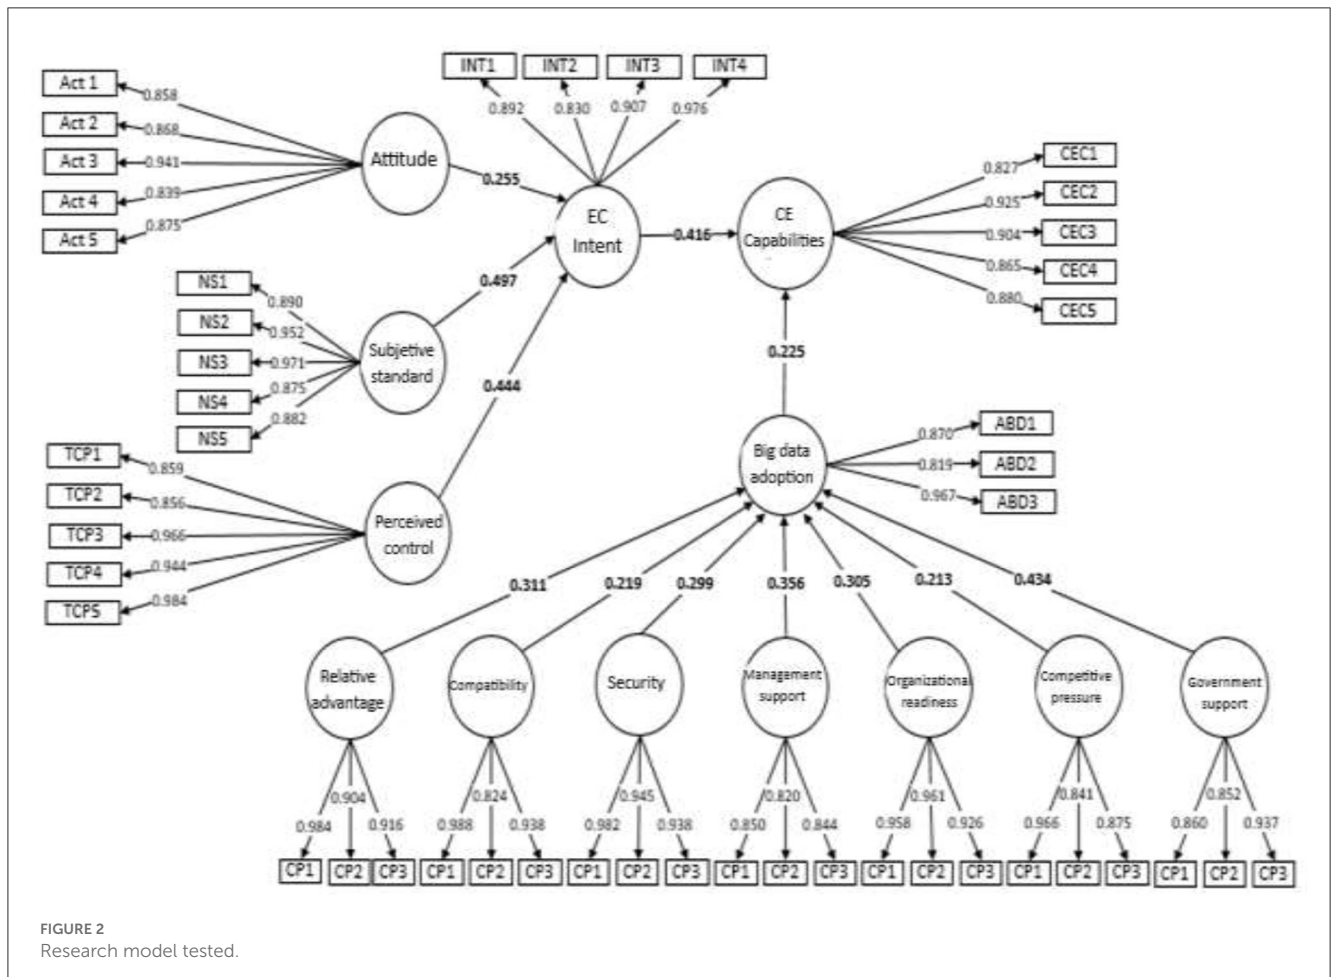 INT1 INT2 INT3 INT4
0.892 0.830 0.907 0.976
Act 1
Act 2
Act 3
Act 4
Act 5
0.858
0.868
0.941
0.839
0.875
Attitude
0.255
EC
Intent
0.416
CE
Capabilities
0.827
0.925
0.904
0.865
0.880
CEC1
CEC2
CEC3
CEC4
CEC5
NS1
NS2
NS3
NS4
NS5
0.890
0.952
0.971
0.875
0.882
Subjetive
standard
0.497
0.444
0.225
TCP1
TCP2
TCP3
TCP4
TCP5
0.859
0.856
0.966
0.944
0.984
Perceived
control
Big data
adoption
0.870
0.819
0.967
ABD1
ABD2
ABD3
0.311 0.219 0.299 0.356 0.305 0.213 0.434
Relative
advantage
Compatibility
Security
Management
support
Organizational
readiness
Competitive
pressure
Government
support
0.984 0.904 0.916
0.988 0.824 0.938
0.982 0.945 0.938
0.850 0.820 0.844
0.958 0.961 0.926
0.966 0.841 0.875
0.860 0.852 0.937
CP1 CP2 CP3 CP1 CP2 CP3 CP1 CP2 CP3 CP1 CP2 CP3 CP1 CP2 CP3 CP1 CP2 CP3 CP1 CP2 CP3
FIGURE 2
Research model tested.